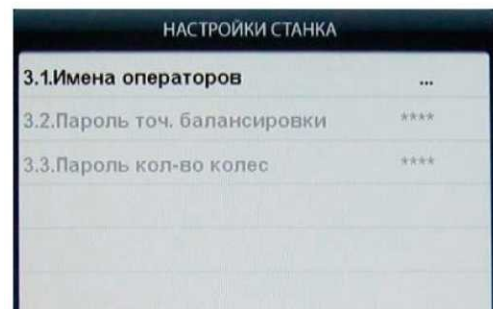 НАСТРОЙКИ СТАНКА
3.1.Имена операторов ...
3.2.Пароль точ. балансировки ****
3.3.Пароль кол-во колес ****